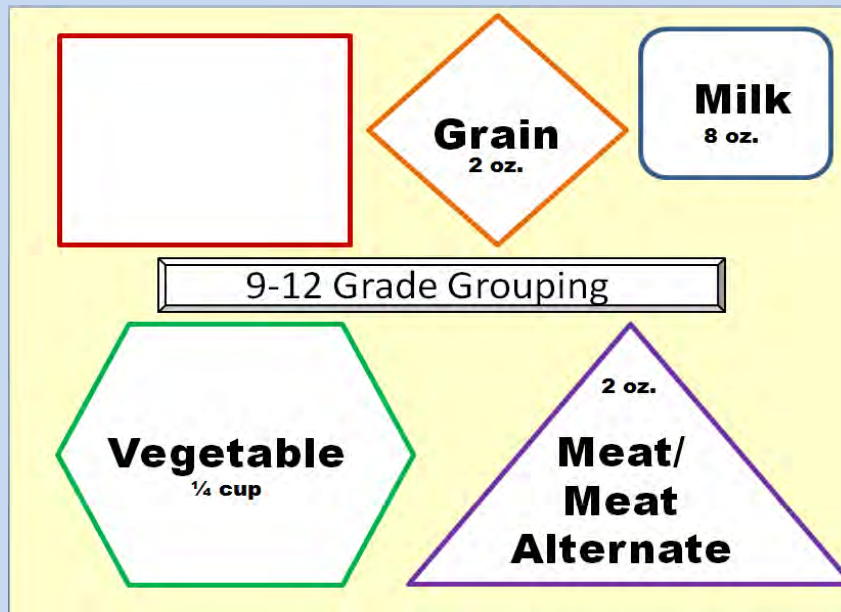 Grain
2 oz.
Milk
8 oz.
9-12 Grade Grouping
Vegetable
¼ cup
2 oz.
Meat/
Meat
Alternate